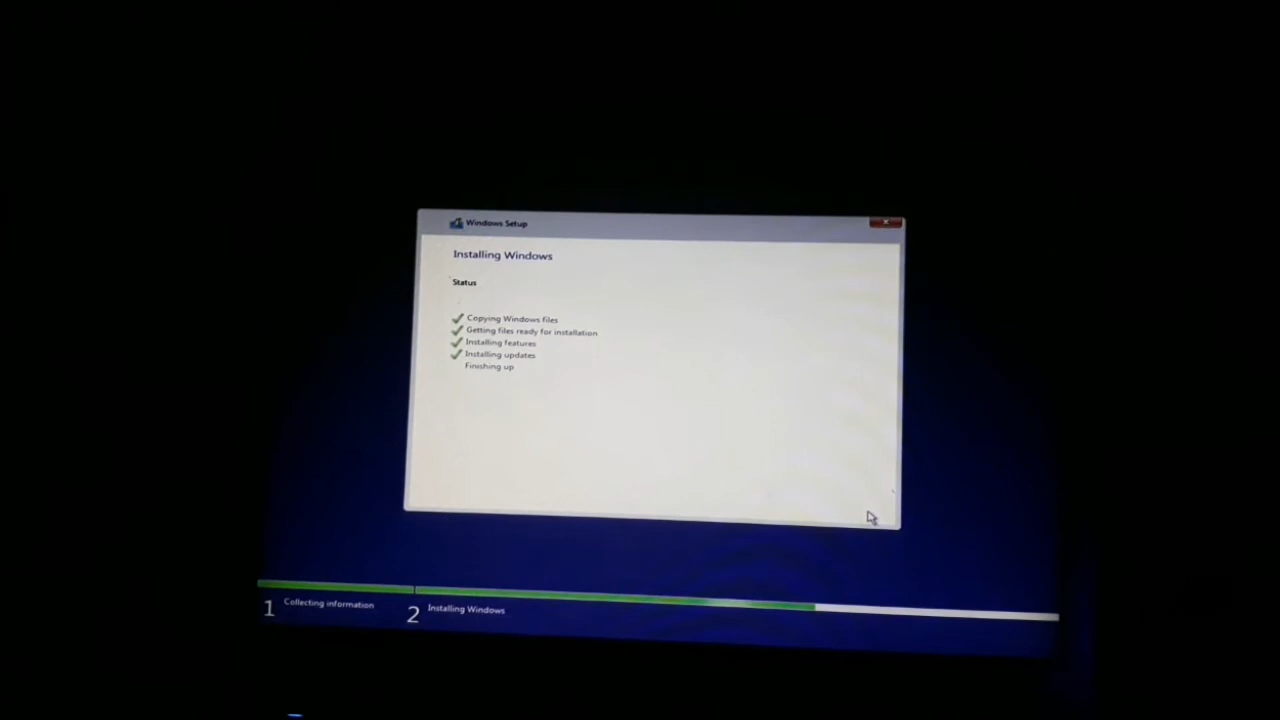 Windows Setup
Installing Windows
Status
Copying Windows files
Getting files ready for installation
Installing features
Installing updates
Finishing up
1 Collecting information
2 Installing Windows